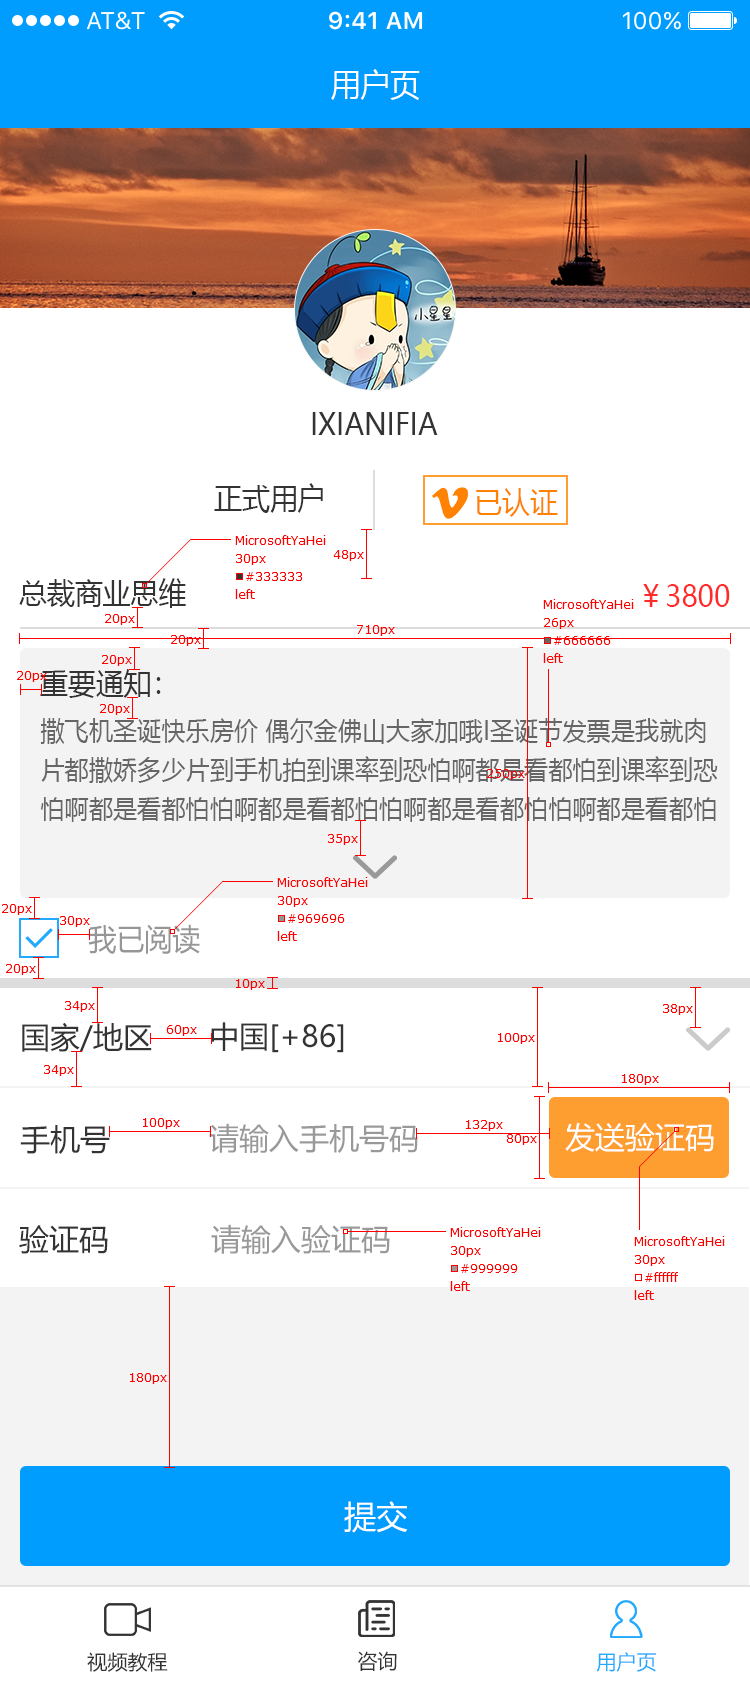 AT&T 9:41 AM 100%
用户页
小星星
IXIANIFIA
正式用户 已认证
MicrosoftYaHei
30px
#333333
left
48px
总裁商业思维 ¥ 3800
MicrosoftYaHei
26px
#666666
left
20px
20px
710px
20px
20px
重要通知：
20px
撒飞机圣诞快乐房价 偶尔金佛山大家加哦I圣诞节发票是我就肉
片都撒娇多少片到手机拍到课率到恐怕啊都是看都怕到课率到恐
250px
怕啊都是看都怕怕啊都是看都怕怕啊都是看都怕怕啊都是看都怕
35px
MicrosoftYaHei
30px
#969696
left
20px
30px
我已阅读
20px
10px
34px
38px
国家/地区 60px 中国[+86] 100px
34px
180px
手机号 100px 请输入手机号码 132px 80px 发送验证码
验证码 请输入验证码
MicrosoftYaHei
30px
#999999
left
MicrosoftYaHei
30px
#ffffff
left
180px
提交
视频教程 咨询 用户页